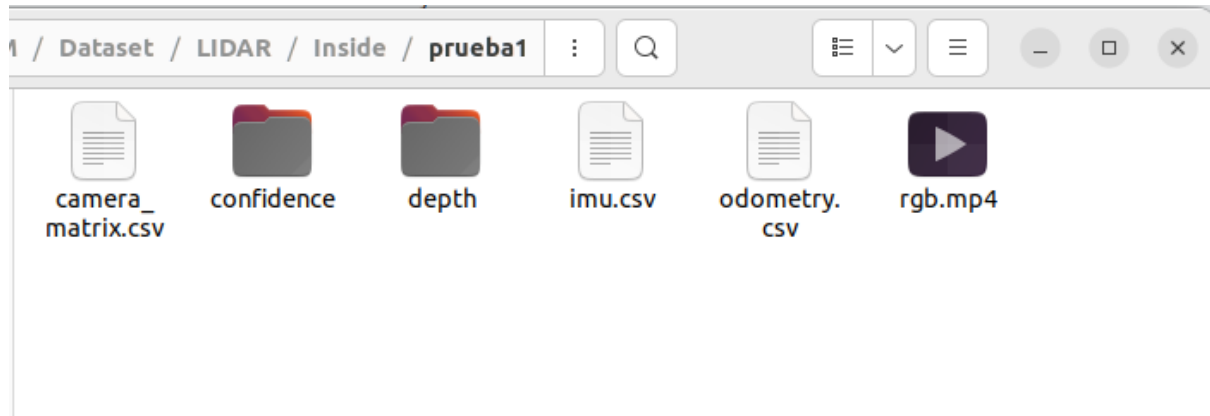 / Dataset / LIDAR / Inside / prueba1
camera_
matrix.csv
confidence
depth
imu.csv
odometry.
csv
rgb.mp4